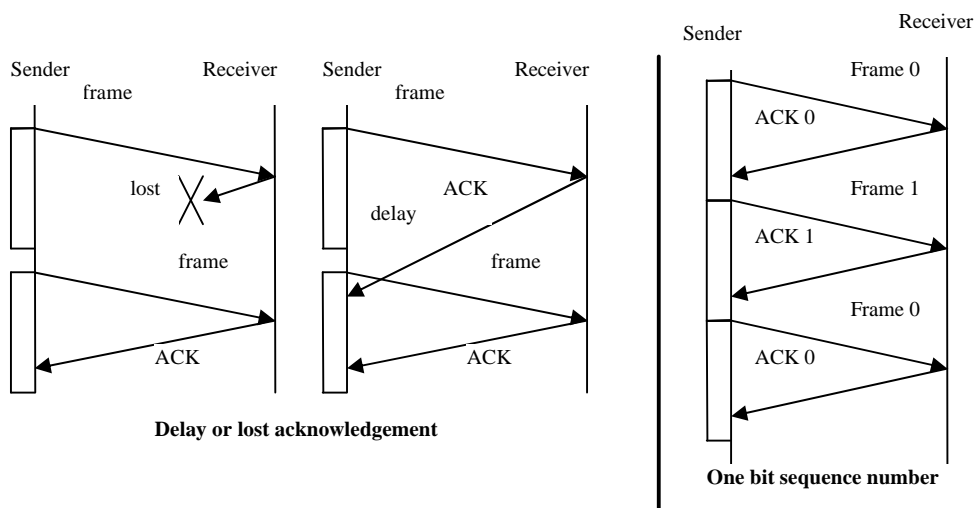 Sender
Receiver
frame
lost
frame
ACK
Sender
Receiver
frame
ACK
delay
frame
ACK
Delay or lost acknowledgement
Sender
Receiver
Frame 0
ACK 0
Frame 1
ACK 1
Frame 0
ACK 0
One bit sequence number